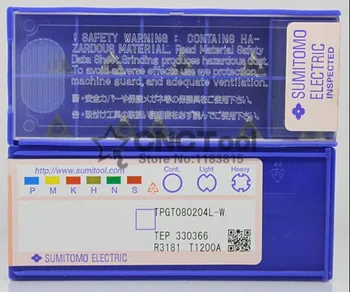 ! SAFETY WARNING : CONTAINS HA-
ZARDOUS MATERIAL. Read Material Safety
Data Sheet. Grinding produces hazardous dust.
To avoid adverse effects use eye protection,
machine guard, and adequate ventilation.
SUMITOMO
ELECTRIC
INSPECTED
CNC Tool
Store No.:1183815
http://www.sumitool.com
P M K H N S
Cont. Light Heavy
TPGT080204L-W
TEP 330366
R3181 T1200A
SUMITOMO ELECTRIC